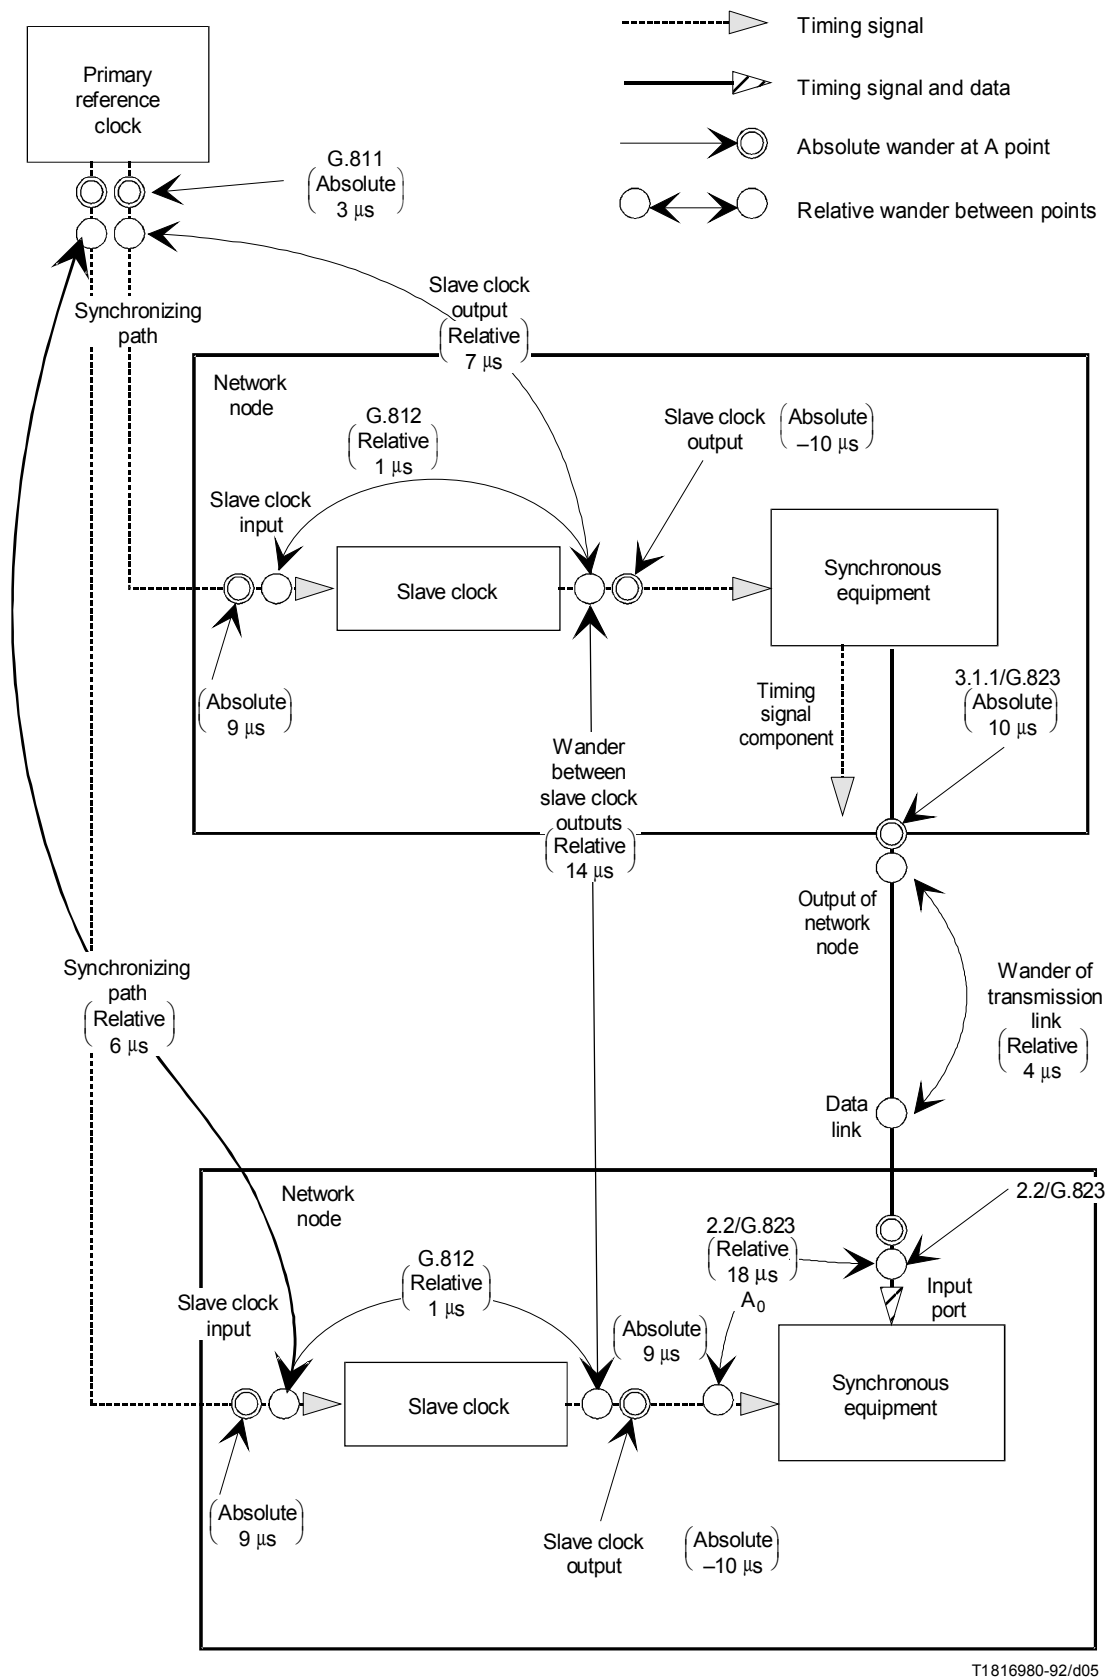 Timing signal
Timing signal and data
Absolute wander at A point
Relative wander between points
Primary
reference
clock
G.811
Absolute
3 µs
Synchronizing
path
Slave clock
output
Relative
7 µs
Network
node
G.812
Relative
1 µs
Slave clock
output
Absolute
–10 µs
Slave clock
input
Slave clock
Synchronous
equipment
Absolute
9 µs
Timing
signal
component
3.1.1/G.823
Absolute
10 µs
Wander
between
slave clock
outputs
Relative
14 µs
Output of
network
node
Synchronizing
path
Relative
6 µs
Wander of
transmission
link
Relative
4 µs
Data
link
Network
node
2.2/G.823
2.2/G.823
Relative
18 µs
A0
G.812
Relative
1 µs
Input
port
Slave clock
input
Absolute
9 µs
Slave clock
Synchronous
equipment
Absolute
9 µs
Slave clock
output
Absolute
–10 µs
T1816980-92/d05